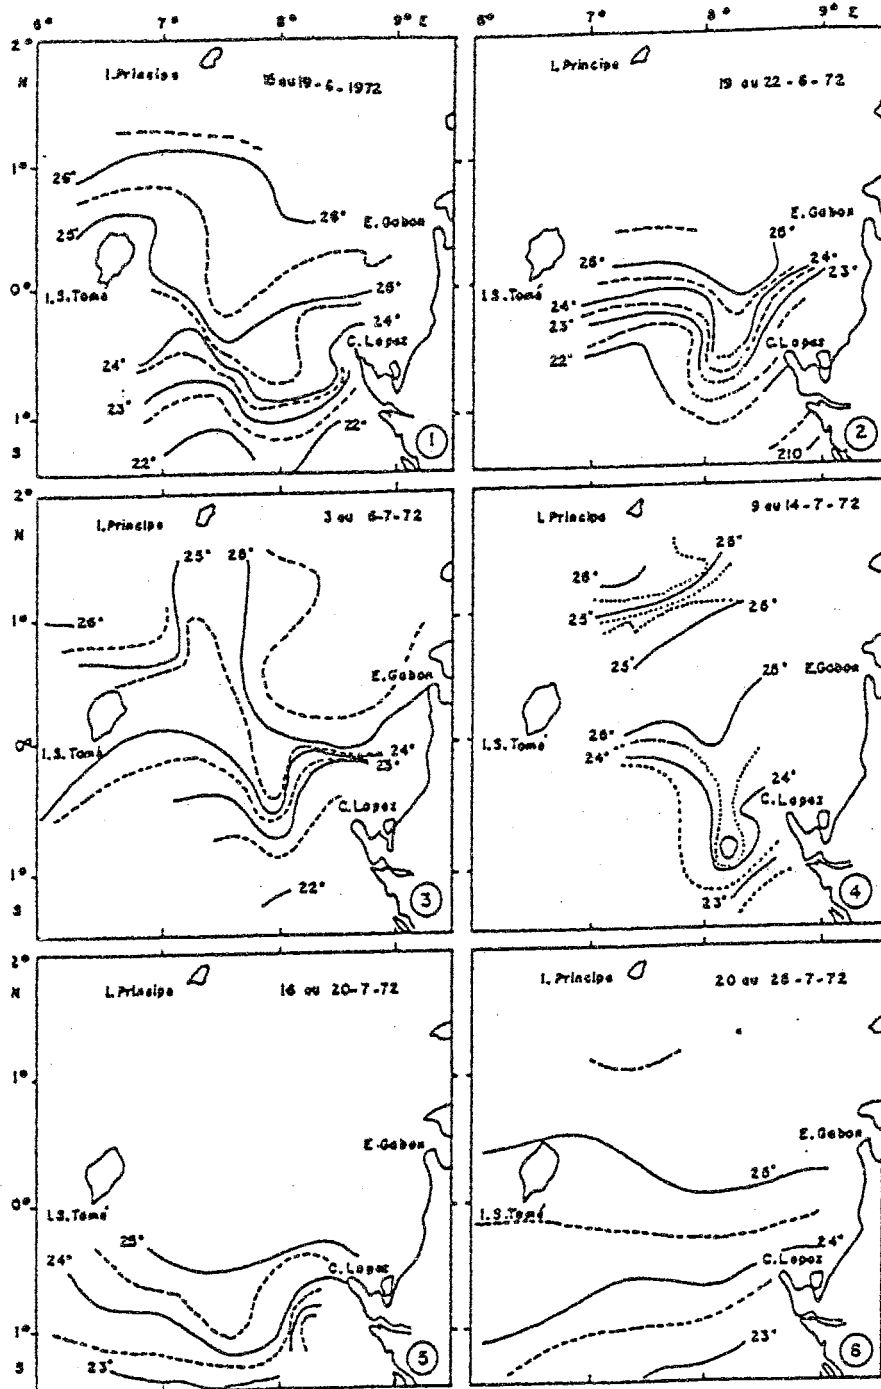 6° 7° 8° 9° E
6° 7° 8° 9° E
2°
N
1°
0°
1°
S
I. Principe
15 au 19-6-1972
26°
26°
25°
E. Gabon
I.S. Tomé
26°
24°
C. Lopez
24°
23°
22°
22°
1
I. Principe
19 au 22-6-72
E. Gabon
26°
26°
24°
23°
I.S. Tomé
24°
23°
C. Lopez
22°
210
2
2°
N
1°
0°
1°
S
I. Principe
3 au 6-7-72
25° 26°
26°
E. Gabon
I.S. Tomé
24°
23°
C. Lopez
22°
3
I. Principe
9 au 14-7-72
25°
26°
25°
26°
25°
25°
E. Gabon
I.S. Tomé
26°
24°
24°
C. Lopez
23°
4
2°
N
1°
0°
1°
S
I. Principe
16 au 20-7-72
E. Gabon
I.S. Tomé
25°
24°
C. Lopez
23°
5
I. Principe
20 au 26-7-72
E. Gabon
25°
I.S. Tomé
24°
C. Lopez
23°
6